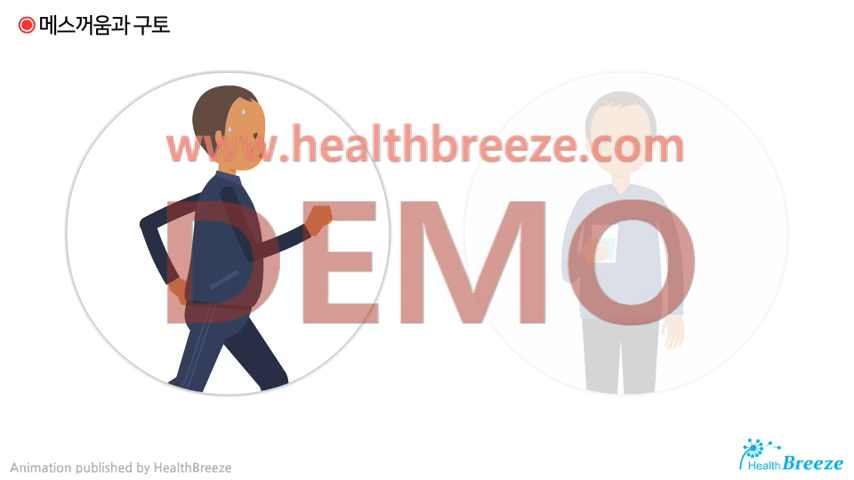 메스꺼움과 구토
www.healthbreeze.com
DEMO
Animation published by HealthBreeze
Health Breeze